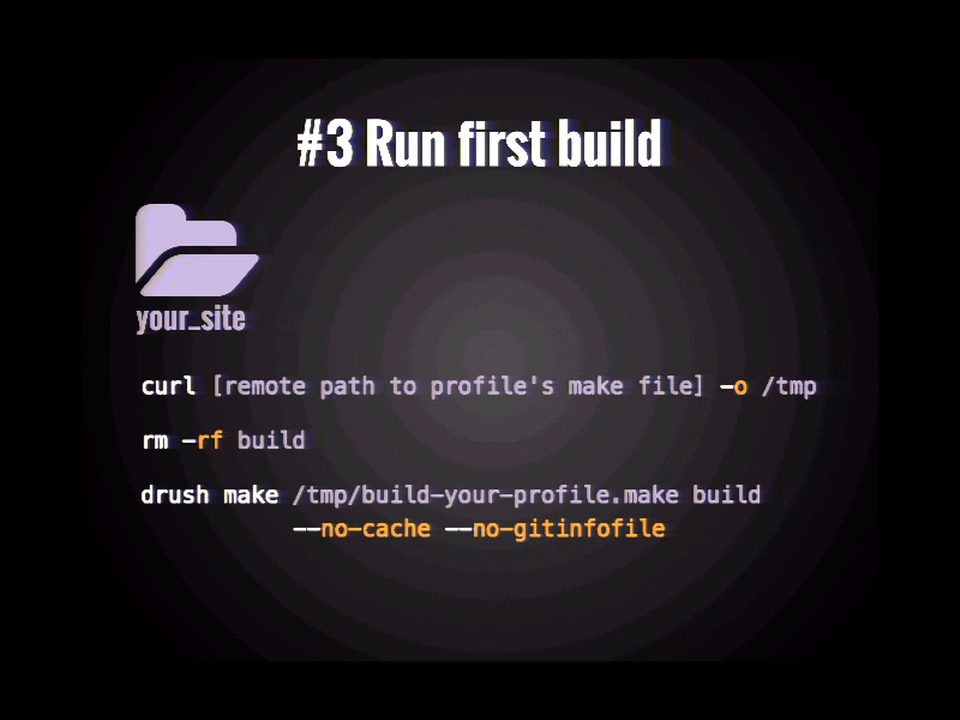 #3 Run first build
your_site
curl [remote path to profile's make file] -o /tmp
rm -rf build
drush make /tmp/build-your-profile.make build
--no-cache --no-gitinfofile